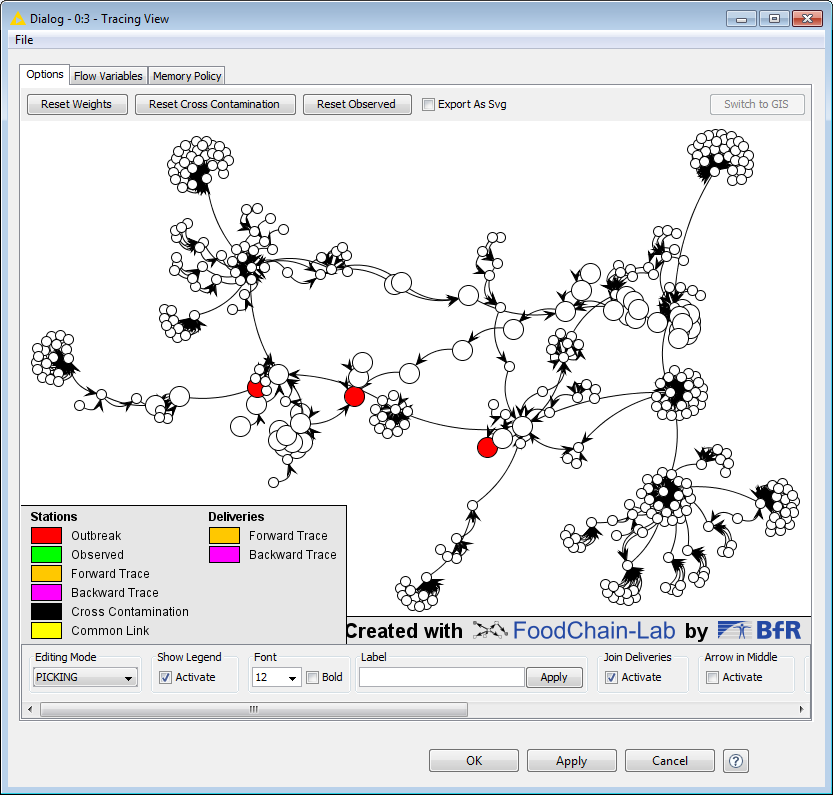 Dialog - 0:3 - Tracing View
File
Options Flow Variables Memory Policy
Reset Weights Reset Cross Contamination Reset Observed Export As Svg Switch to GIS
Stations Deliveries
Outbreak Forward Trace
Observed Backward Trace
Forward Trace
Backward Trace
Cross Contamination
Common Link
Created with FoodChain-Lab by BfR
Editing Mode Show Legend Font Label Join Deliveries Arrow in Middle
PICKING Activate 12 Bold Apply Activate Activate
OK Apply Cancel ?